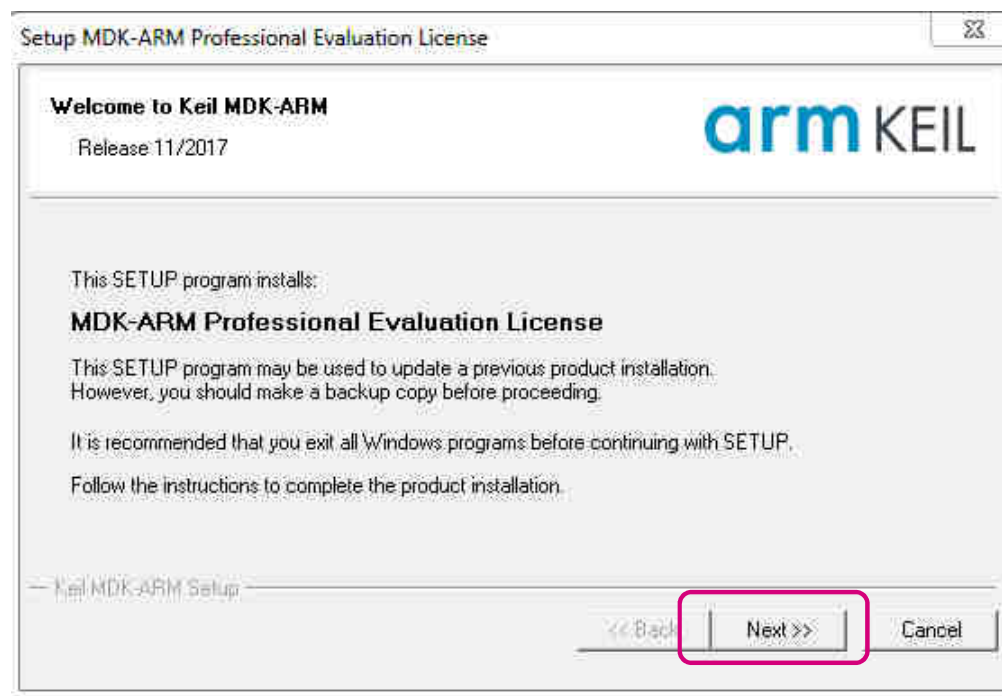 Setup MDK-ARM Professional Evaluation License
Welcome to Keil MDK-ARM
Release 11/2017
arm KEIL
This SETUP program installs:
MDK-ARM Professional Evaluation License
This SETUP program may be used to update a previous product installation.
However, you should make a backup copy before proceeding.
It is recommended that you exit all Windows programs before continuing with SETUP.
Follow the instructions to complete the product installation.
Keil MDK-ARM Setup
<< Back Next >> Cancel